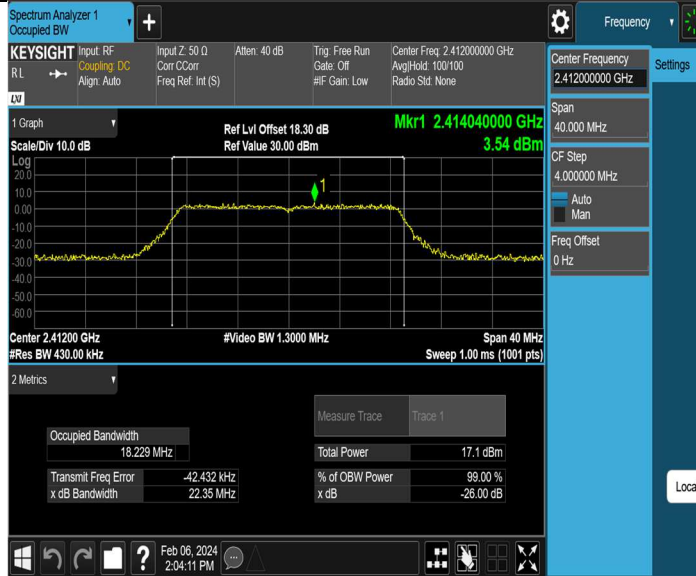 Spectrum Analyzer 1
Occupied BW
Frequency
KEYSIGHT
Input: RF
Coupling: DC
Align: Auto
Input Z: 50 Ω
Corr CCorr
Freq Ref: Int (S)
Atten: 40 dB
Trig: Free Run
Gate: Off
#IF Gain: Low
Center Freq: 2.412000000 GHz
Avg|Hold: 100/100
Radio Std: None
RL
LXI
Center Frequency
2.412000000 GHz
Settings
Span
40.000 MHz
CF Step
4.000000 MHz
Auto
Man
Freq Offset
0 Hz
1 Graph
Scale/Div 10.0 dB
Ref Lvl Offset 18.30 dB
Ref Value 30.00 dBm
Mkr1 2.414040000 GHz
3.54 dBm
Log
20.0
10.0
0.00
-10.0
-20.0
-30.0
-40.0
-50.0
-60.0
1
Center 2.41200 GHz
#Res BW 430.00 kHz
#Video BW 1.3000 MHz
Span 40 MHz
Sweep 1.00 ms (1001 pts)
2 Metrics
Measure Trace
Trace 1
Occupied Bandwidth
18.229 MHz
Total Power
17.1 dBm
Transmit Freq Error
-42.432 kHz
% of OBW Power
99.00 %
x dB Bandwidth
22.35 MHz
x dB
-26.00 dB
Loca
Feb 06, 2024
2:04:11 PM